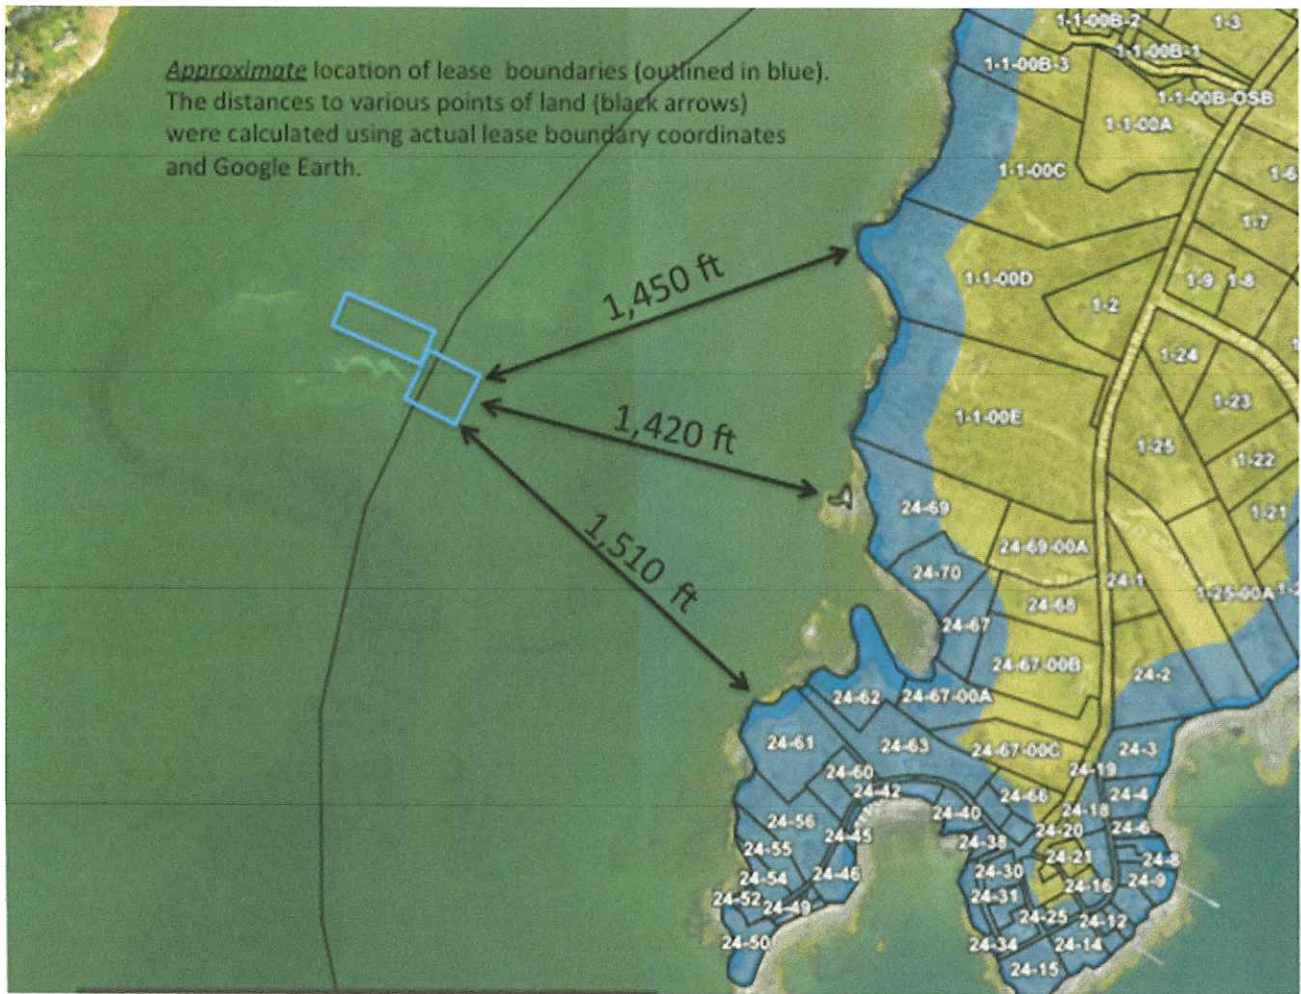 Approximate location of lease boundaries (outlined in blue).
The distances to various points of land (black arrows)
were calculated using actual lease boundary coordinates
and Google Earth.
1-1-00B-2
1-3
1-1-00B-1
1-1-00B-3
1-1-00B-OSB
1-1-00A
1-1-00C
1-6
1-7
1,450 ft
1-1-00D
1-9
1-8
1-2
1-24
1-23
1,420 ft
1-1-00E
1-25
1-22
24-69
1-21
1,510 ft
24-69-00A
24-70
24-1
1-25-00A
24-68
24-67
24-67-00B
24-2
24-62
24-67-00A
24-61
24-63
24-67-00C
24-3
24-60
24-19
24-42
24-66
24-4
24-40
24-18
24-56
24-45
24-20
24-6
24-38
24-55
24-21
24-8
24-54
24-46
24-30
24-16
24-9
24-52
24-49
24-31
24-25
24-12
24-50
24-34
24-14
24-15